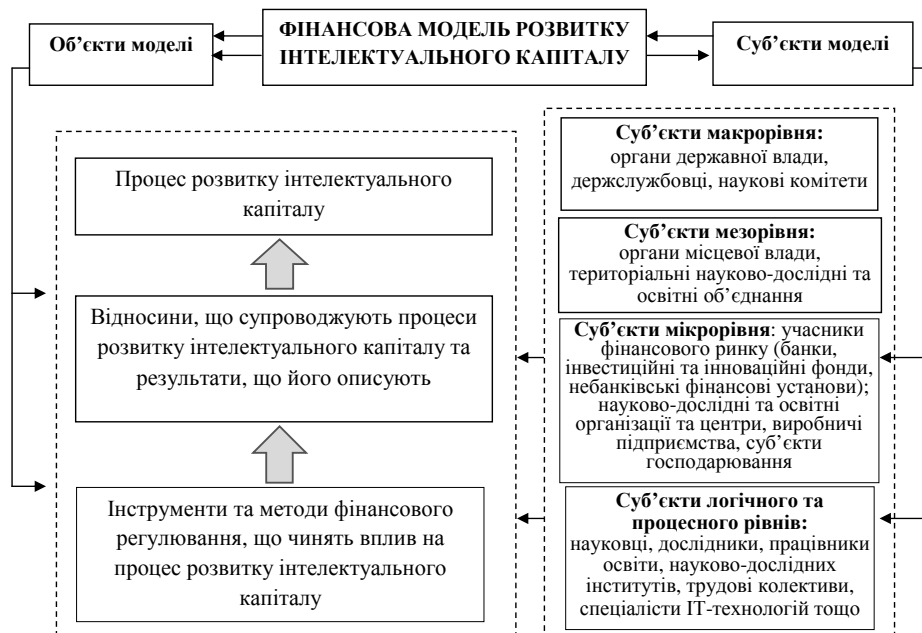 Об’єкти моделі
ФІНАНСОВА МОДЕЛЬ РОЗВИТКУ
ІНТЕЛЕКТУАЛЬНОГО КАПІТАЛУ
Суб’єкти моделі
Процес розвитку інтелектуального
капіталу
Відносини, що супроводжують процеси
розвитку інтелектуального капіталу та
результати, що його описують
Інструменти та методи фінансового
регулювання, що чинять вплив на
процес розвитку інтелектуального
капіталу
Суб’єкти макрорівня:
органи державної влади,
держслужбовці, наукові комітети
Суб’єкти мезорівня:
органи місцевої влади,
територіальні науково-дослідні та
освітні об’єднання
Суб’єкти мікрорівня: учасники
фінансового ринку (банки,
інвестиційні та інноваційні фонди,
небанківські фінансові установи);
науково-дослідні та освітні
організації та центри, виробничі
підприємства, суб’єкти
господарювання
Суб’єкти логічного та
процесного рівнів:
науковці, дослідники, працівники
освіти, науково-дослідних
інститутів, трудові колективи,
спеціалісти ІТ-технологій тощо